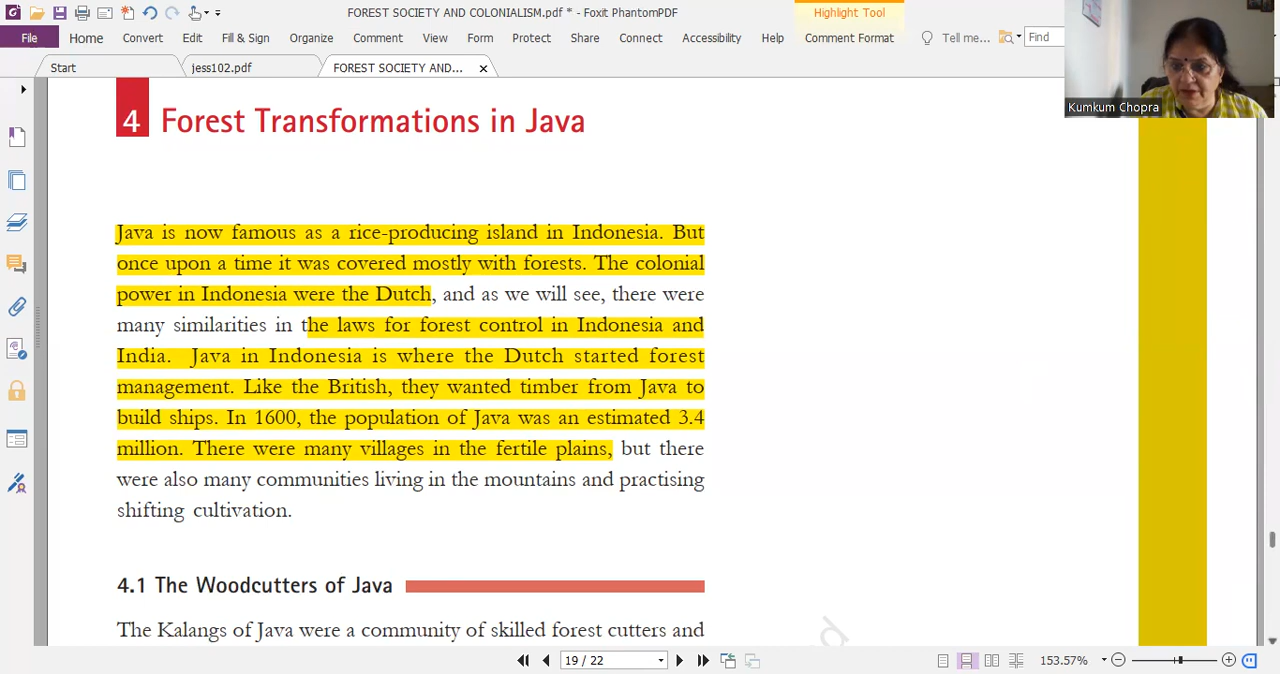 FOREST SOCIETY AND COLONIALISM.pdf * - Foxit PhantomPDF
Highlight Tool
File Home Convert Edit Fill & Sign Organize Comment View Form Protect Share Connect Accessibility Help Comment Format Tell me... Find
Start jess102.pdf FOREST SOCIETY AND... ×
Kumkum Chopra
4 Forest Transformations in Java
Java is now famous as a rice-producing island in Indonesia. But
once upon a time it was covered mostly with forests. The colonial
power in Indonesia were the Dutch, and as we will see, there were
many similarities in the laws for forest control in Indonesia and
India. Java in Indonesia is where the Dutch started forest
management. Like the British, they wanted timber from Java to
build ships. In 1600, the population of Java was an estimated 3.4
million. There were many villages in the fertile plains, but there
were also many communities living in the mountains and practising
shifting cultivation.
4.1 The Woodcutters of Java
The Kalangs of Java were a community of skilled forest cutters and
19 / 22
153.57%